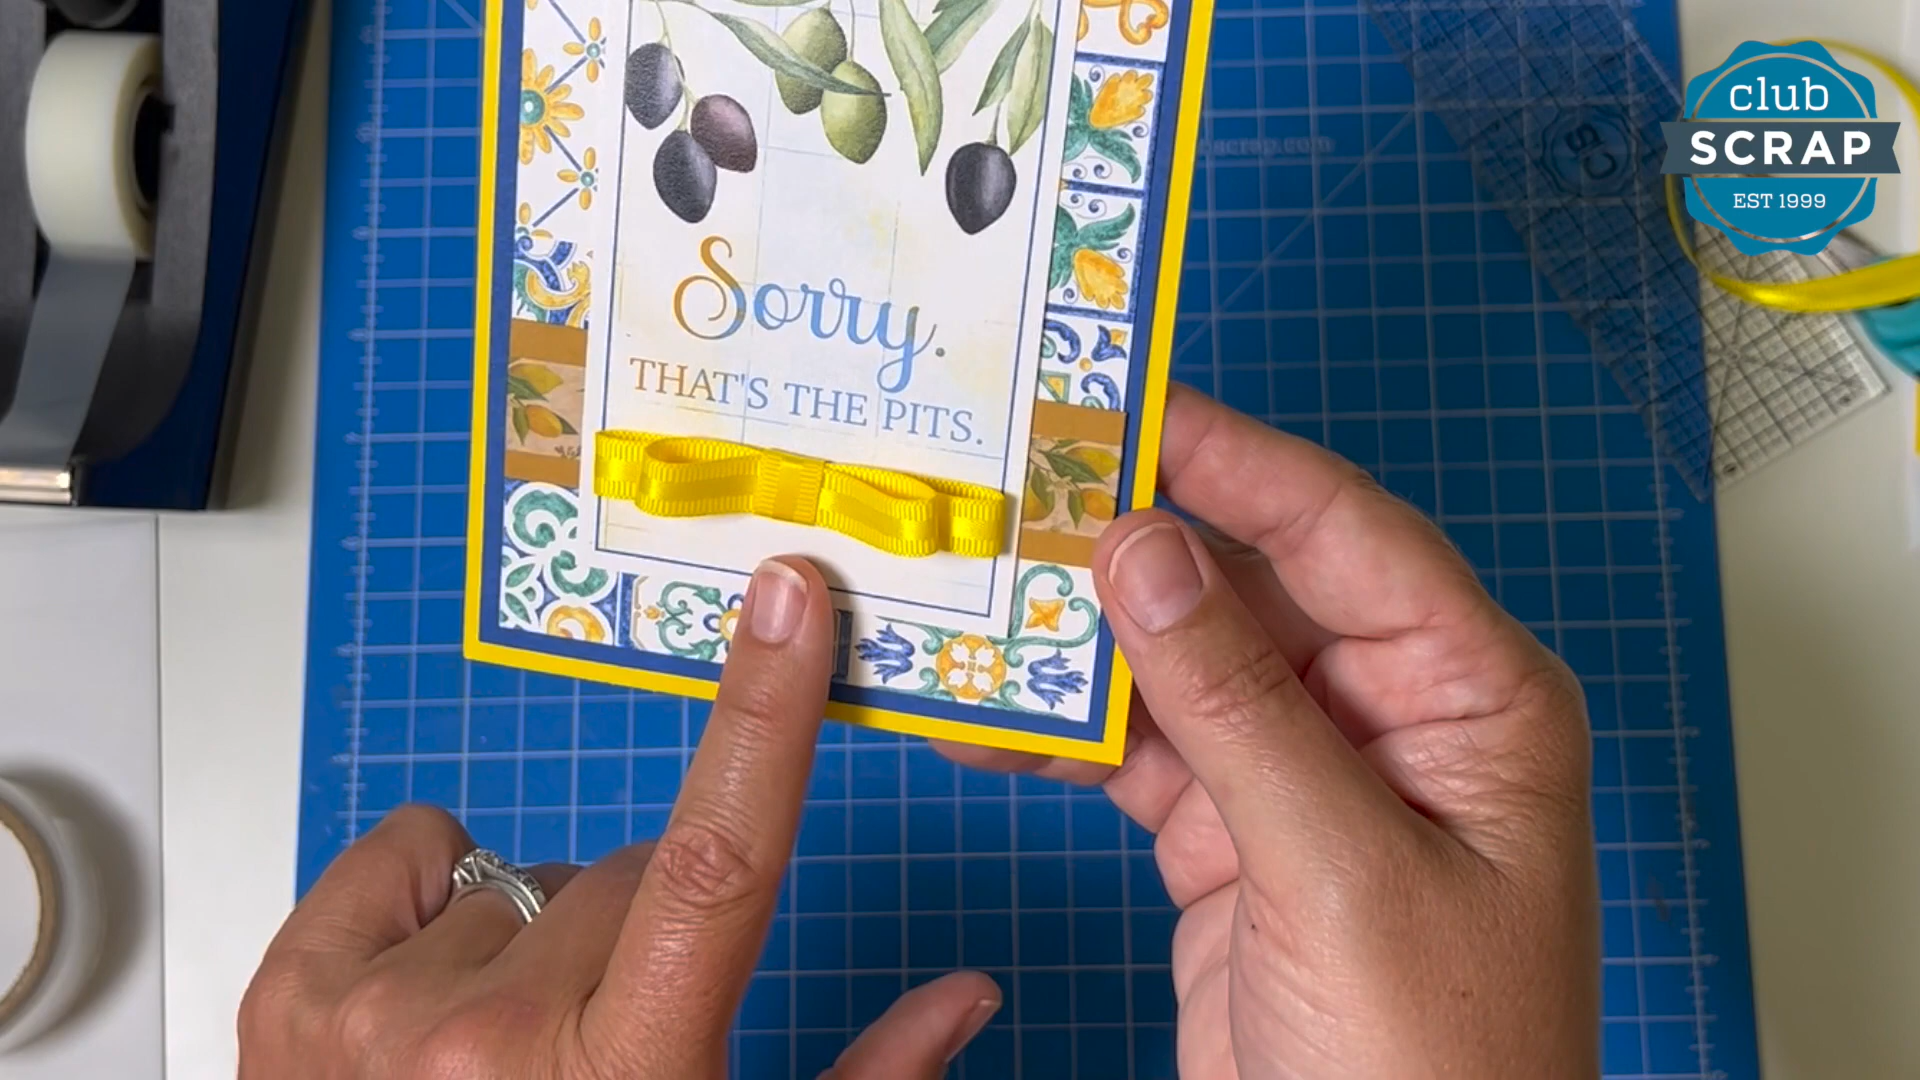 club
SCRAP
EST 1999
Sorry.
THAT'S THE PITS.